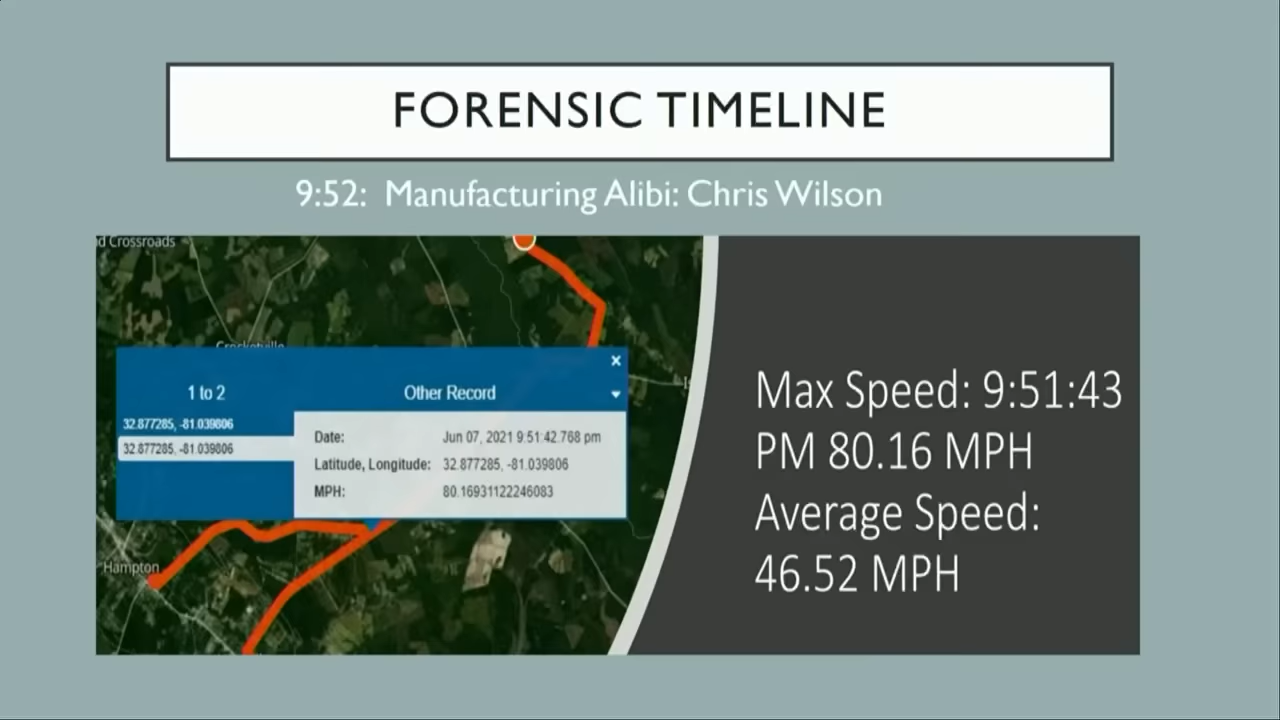 FORENSIC TIMELINE
9:52: Manufacturing Alibi: Chris Wilson
d Crossroads
Crocketville
1 to 2
Other Record
32.877285, -81.039806
32.877285, -81.039806
Date: Jun 07, 2021 9:51:42.768 pm
Latitude, Longitude: 32.877285, -81.039806
MPH: 80.16931122246083
Hampton
Max Speed: 9:51:43
PM 80.16 MPH
Average Speed:
46.52 MPH